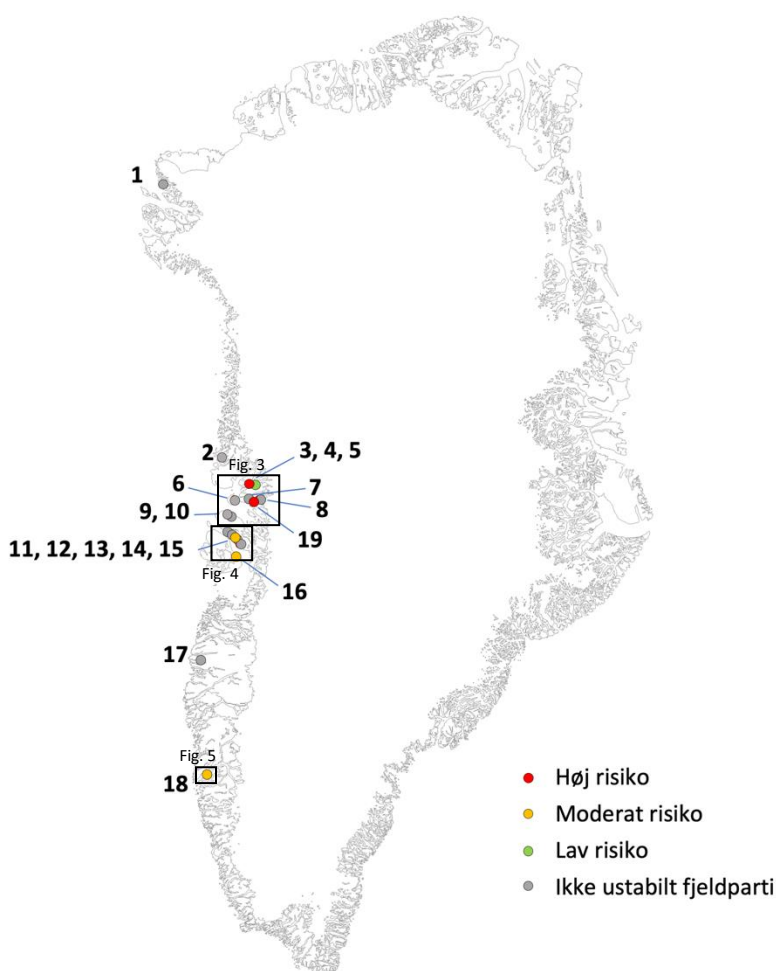 1
2
Fig. 3
3, 4, 5
6
7
8
9, 10
19
11, 12, 13, 14, 15
Fig. 4
16
17
Fig. 5
18
Høj risiko
Moderat risiko
Lav risiko
Ikke ustabilt fjeldparti